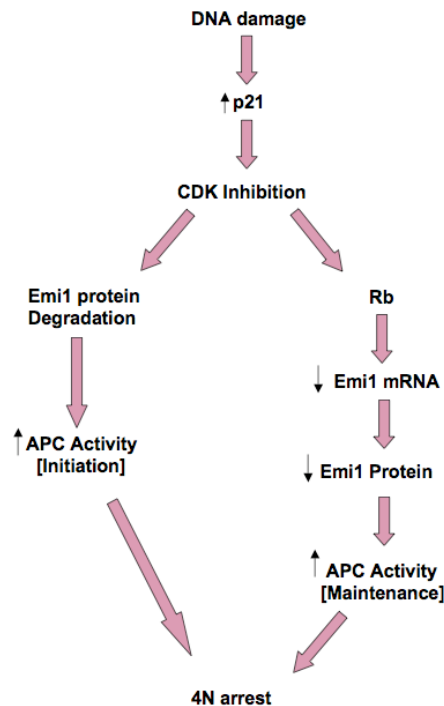 DNA damage
↑p21
CDK Inhibition
Emi1 protein
Degradation
↑APC Activity
[Initiation]
Rb
↓ Emi1 mRNA
↓ Emi1 Protein
↑ APC Activity
[Maintenance]
4N arrest